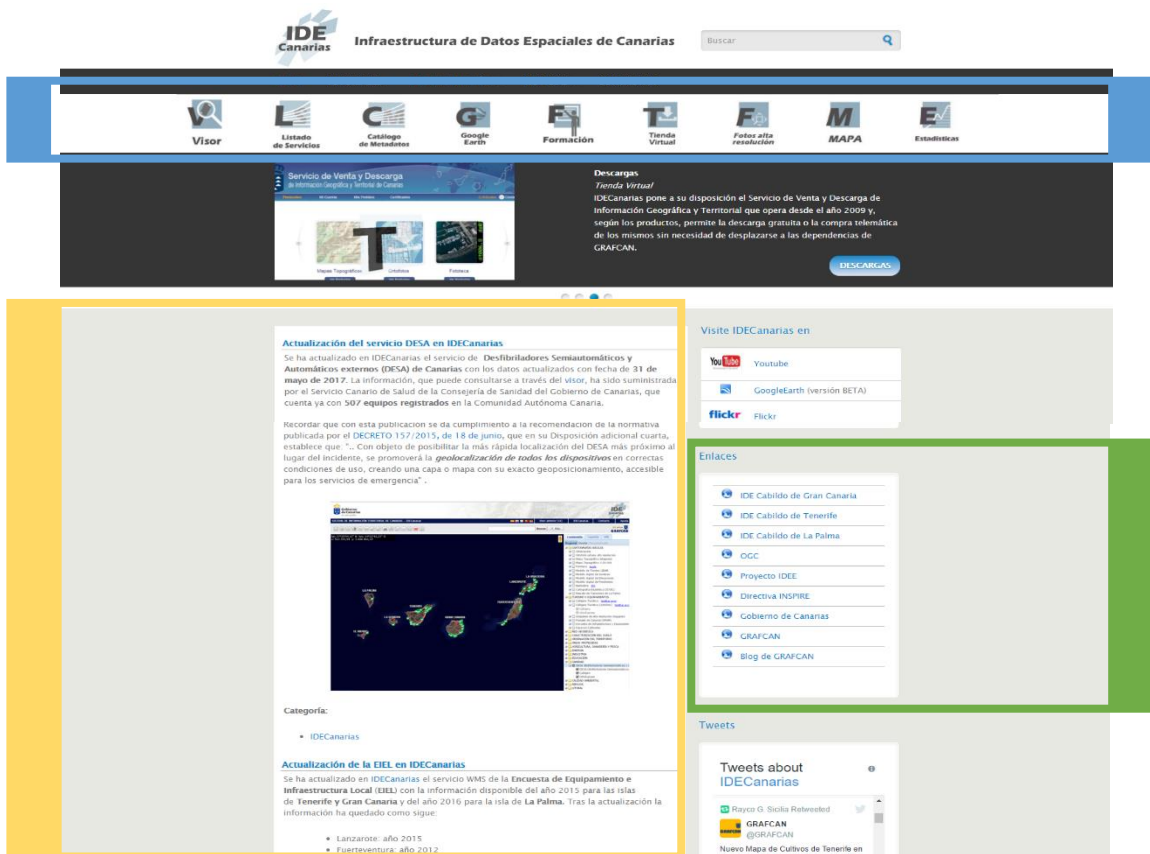 IDE
Canarias
Infraestructura de Datos Espaciales de Canarias
Buscar
Visor
Listado
de Servicios
Catálogo
de Metadatos
Google
Earth
Formación
Tienda
Virtual
Fotos alta
resolución
MAPA
Estadísticas
Servicio de Venta y Descarga
de Información Geográfica y Territorial de Canarias
Mapas Topográficos
Fototeca
Descargas
Tienda Virtual
IDECanarias pone a su disposición el Servicio de Venta y Descarga de
Información Geográfica y Territorial que opera desde el año 2009 y,
según los productos, permite la descarga gratuita o la compra telemática
de los mismos sin necesidad de desplazarse a las dependencias de
GRAFCAN.
DESCARGAS
Actualización del servicio DESA en IDECanarias
Se ha actualizado en IDECanarias el servicio de Desfibriladores Semiautomáticos y
Automáticos externos (DESA) de Canarias con los datos actualizados con fecha de 31 de
mayo de 2017. La información, que puede consultarse a través del visor, ha sido suministrada
por el Servicio Canario de Salud de la Consejería de Sanidad del Gobierno de Canarias, que
cuenta ya con 507 equipos registrados en la Comunidad Autónoma Canaria.
Recordar que con esta publicación se da cumplimiento a la recomendación de la normativa
publicada por el DECRETO 157/2015, de 18 de junio, que en su Disposición adicional cuarta,
establece que: ".. Con objeto de posibilitar la más rápida localización del DESA más próximo al
lugar del incidente, se promoverá la geolocalización de todos los dispositivos en correctas
condiciones de uso, creando una capa o mapa con su exacto geoposicionamiento, accesible
para los servicios de emergencia" .
Categoría:
IDECanarias
Actualización de la EIEL en IDECanarias
Se ha actualizado en IDECanarias el servicio WMS de la Encuesta de Equipamiento e
Infraestructura Local (EIEL) con la información disponible del año 2015 para las islas
de Tenerife y Gran Canaria y del año 2016 para la isla de La Palma. Tras la actualización la
información ha quedado como sigue:
Lanzarote: año 2015
Fuerteventura: año 2012
Visite IDECanarias en
YouTube
Youtube
GoogleEarth (versión BETA)
flickr
Flickr
Enlaces
IDE Cabildo de Gran Canaria
IDE Cabildo de Tenerife
IDE Cabildo de La Palma
OGC
Proyecto IDEE
Directiva INSPIRE
Gobierno de Canarias
GRAFCAN
Blog de GRAFCAN
Tweets
Tweets about
IDECanarias
Rayco G. Sicilia Retweeted
GRAFCAN
@GRAFCAN
Nuevo Mapa de Cultivos de Tenerife en